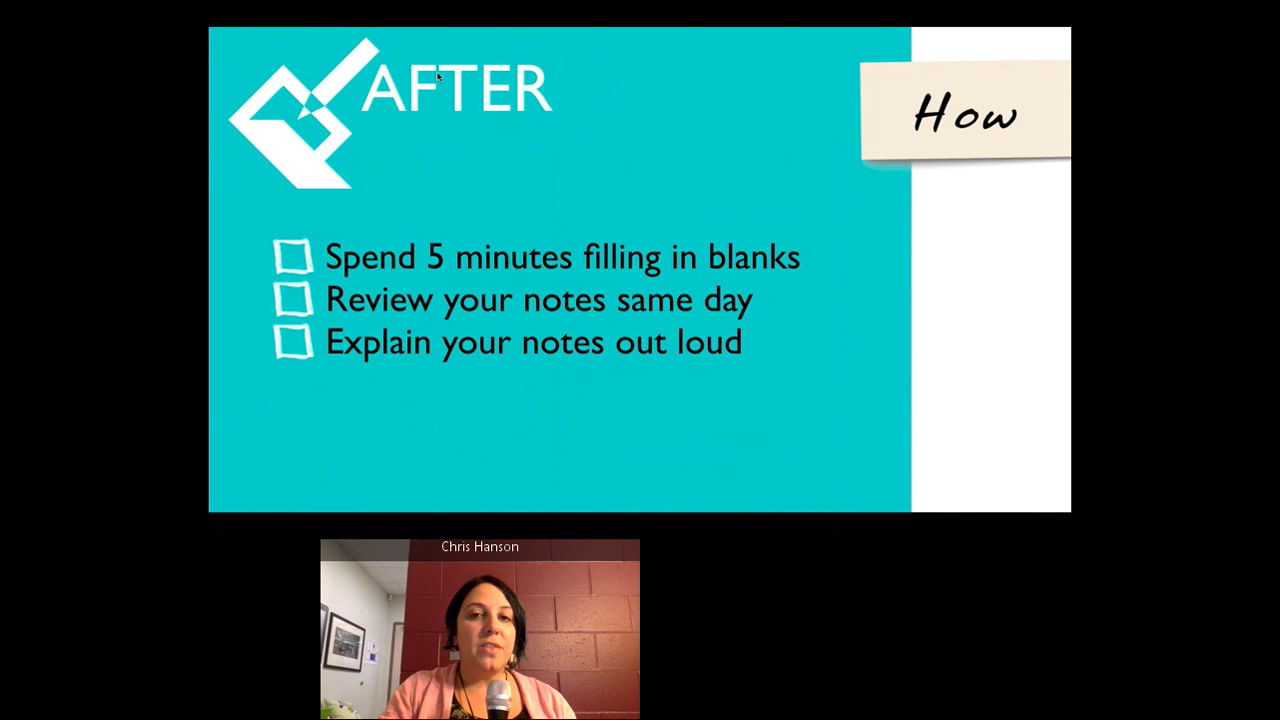 AFTER
How
Spend 5 minutes filling in blanks
Review your notes same day
Explain your notes out loud
Chris Hanson